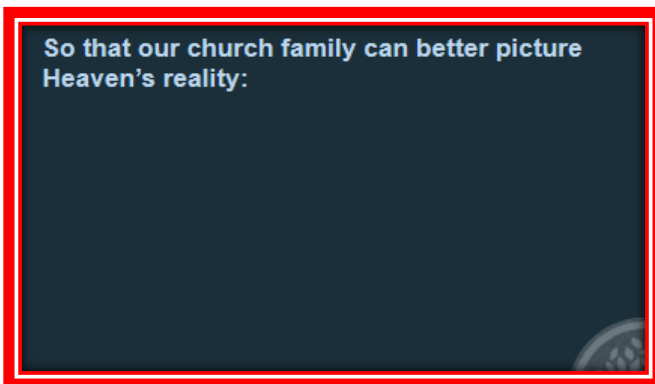 So that our church family can better picture
Heaven’s reality: